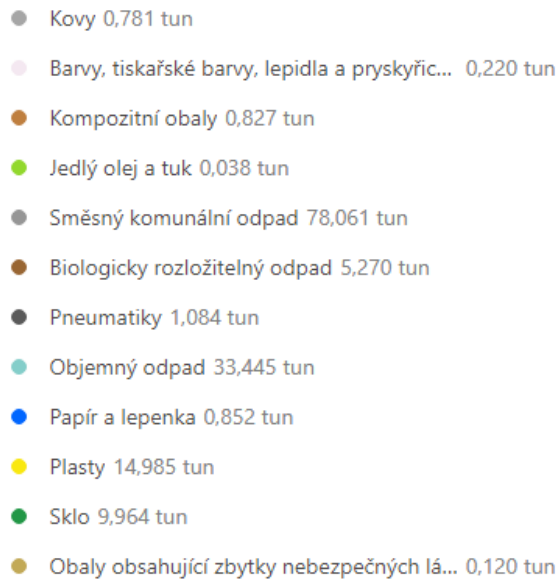 Kovy 0,781 tun
Barvy, tiskařské barvy, lepidla a pryskyřic... 0,220 tun
Kompozitní obaly 0,827 tun
Jedlý olej a tuk 0,038 tun
Směsný komunální odpad 78,061 tun
Biologicky rozložitelný odpad 5,270 tun
Pneumatiky 1,084 tun
Objemný odpad 33,445 tun
Papír a lepenka 0,852 tun
Plasty 14,985 tun
Sklo 9,964 tun
Obaly obsahující zbytky nebezpečných lá... 0,120 tun